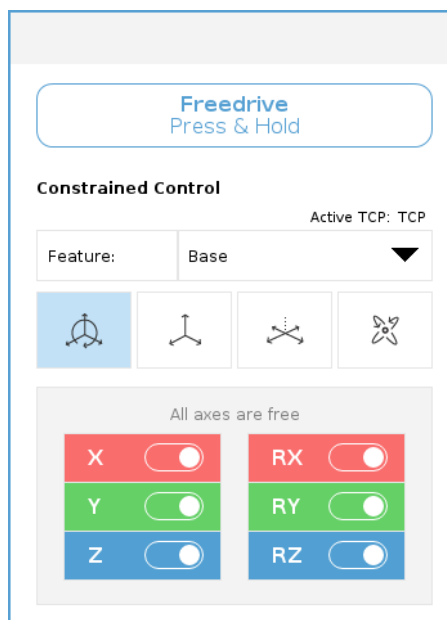 Freedrive
Press & Hold
Constrained Control
Active TCP: TCP
Feature: Base
All axes are free
X RX
Y RY
Z RZ